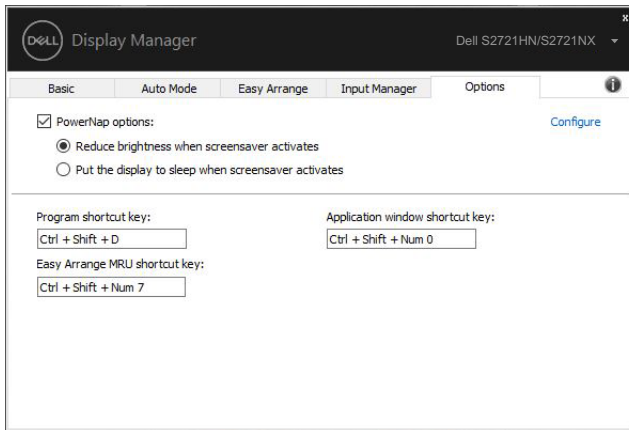 x
DELL Display Manager
Dell S2721HN/S2721NX
Basic Auto Mode Easy Arrange Input Manager Options
PowerNap options:
Configure
Reduce brightness when screensaver activates
Put the display to sleep when screensaver activates
Program shortcut key:
Application window shortcut key:
Ctrl + Shift + D
Ctrl + Shift + Num 0
Easy Arrange MRU shortcut key:
Ctrl + Shift + Num 7